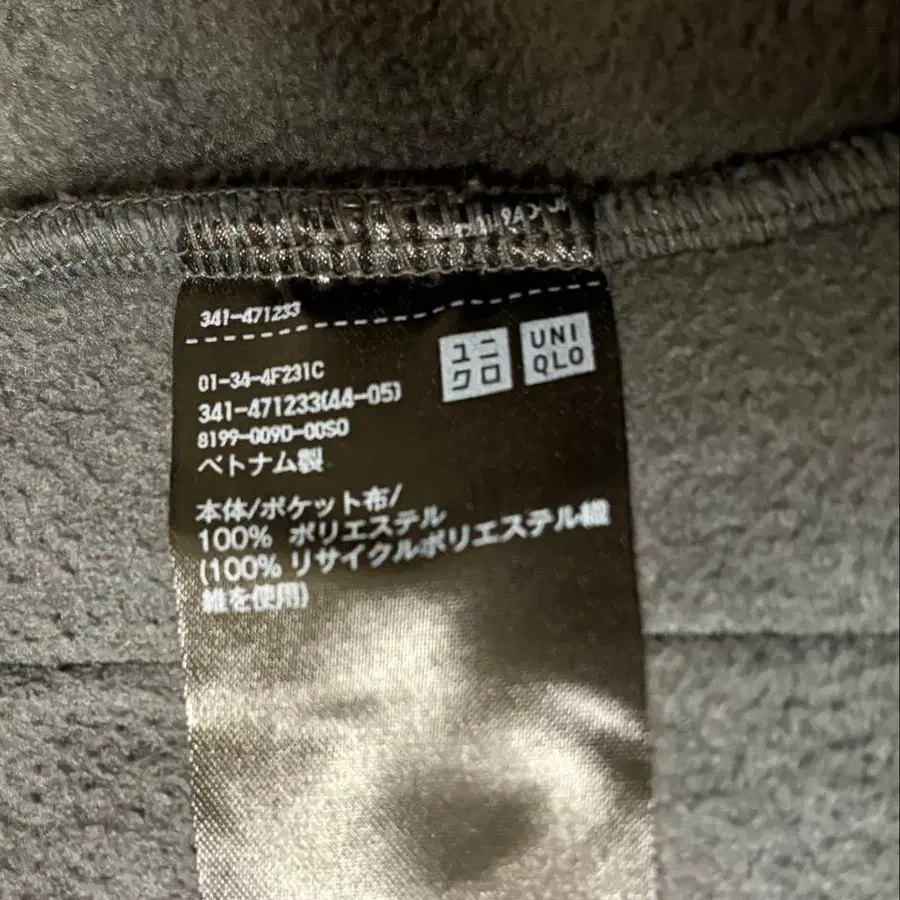 341-471233
ユニ
クロ
UNI
QLO
01-34-4F231C
341-471233(44-05)
8199-009D-00SO
ベトナム製
本体/ポケット布/
100% ポリエステル
(100% リサイクルポリエステル繊
維を使用)